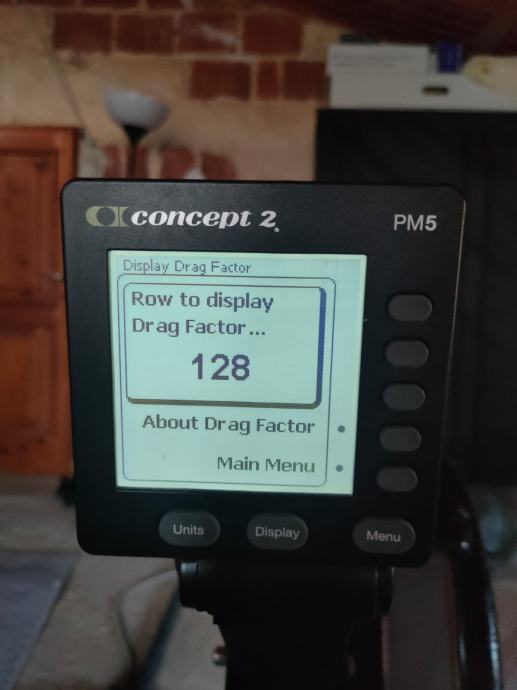 concept 2.
PM5
Display Drag Factor
Row to display
Drag Factor...
128
About Drag Factor
Main Menu
Units
Display
Menu